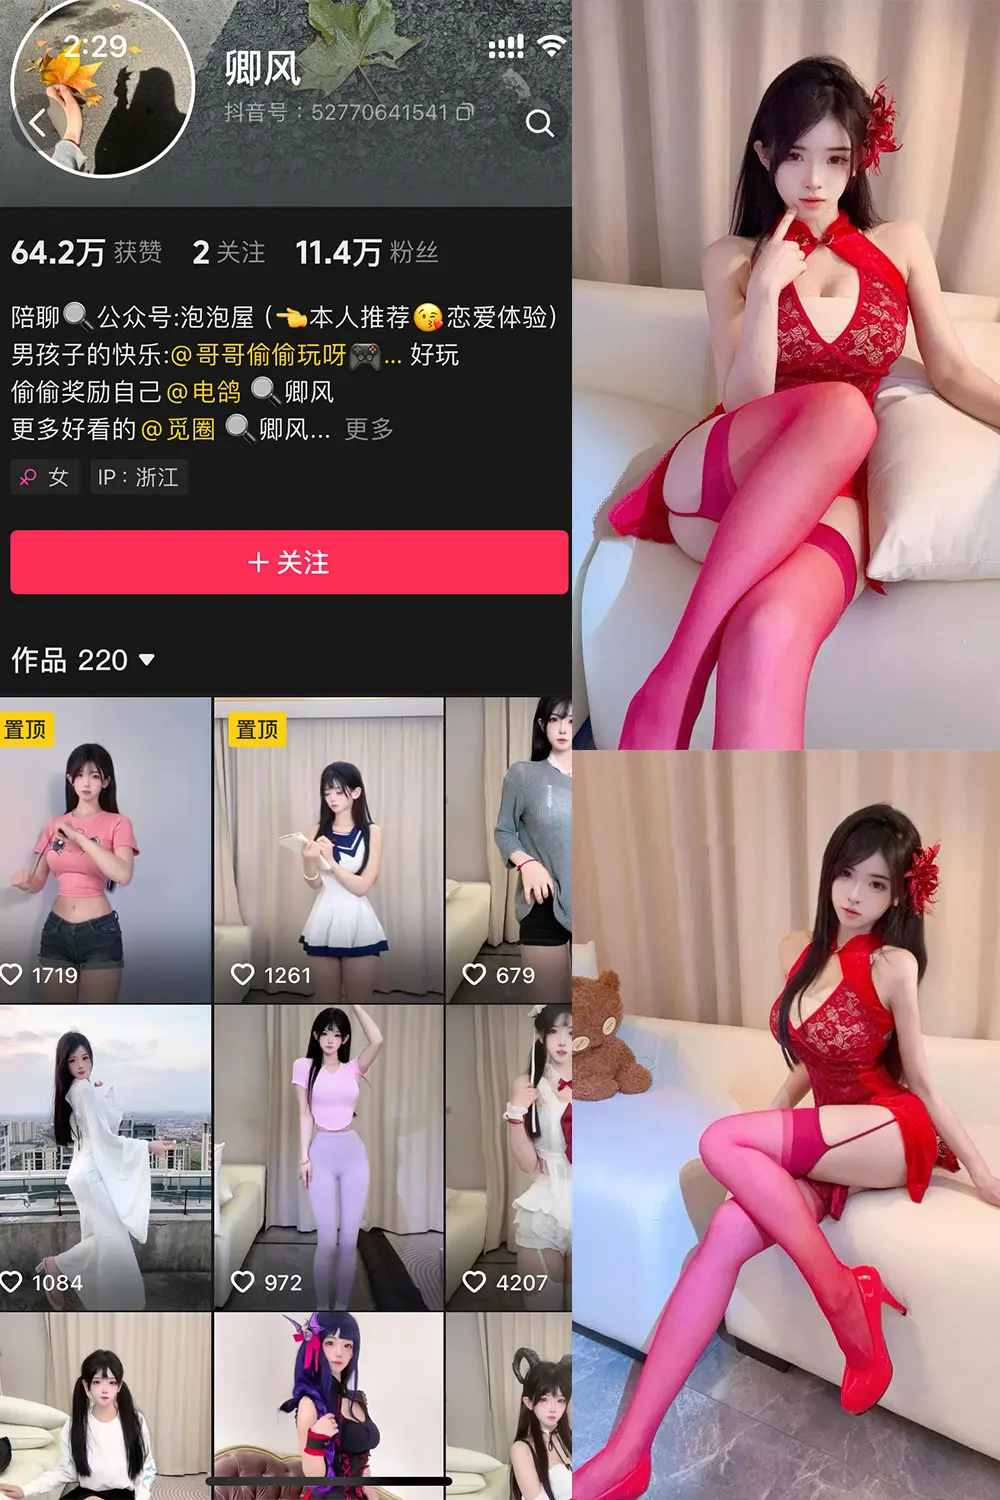 2:29
卿风
抖音号：52770641541
64.2万 获赞 2 关注 11.4万 粉丝
陪聊🔍公众号:泡泡屋（👈本人推荐😘恋爱体验）
男孩子的快乐:@哥哥偷偷玩呀🎮... 好玩
偷偷奖励自己@电鸽 🔍卿风
更多好看的@觅圈 🔍卿风... 更多
女 IP：浙江
＋关注
作品 220
置顶 置顶
1719 1261 679
1084 972 4207